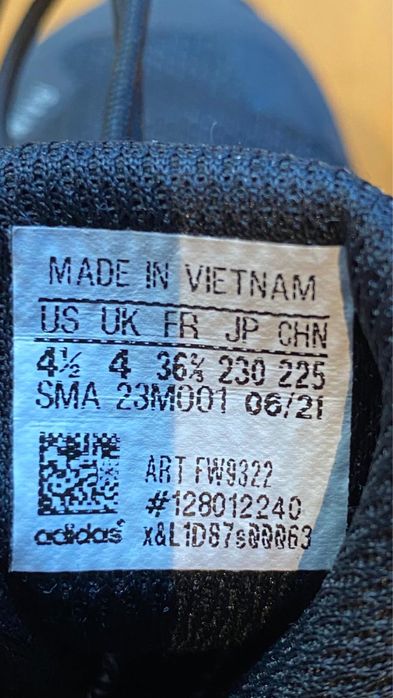 MADE IN VIETNAM
US UK FR JP CHN
4½ 4 36⅔ 230 225
SMA 23M001 06/21
ART FW9322
#128012240
adidas x&L1D87s00063